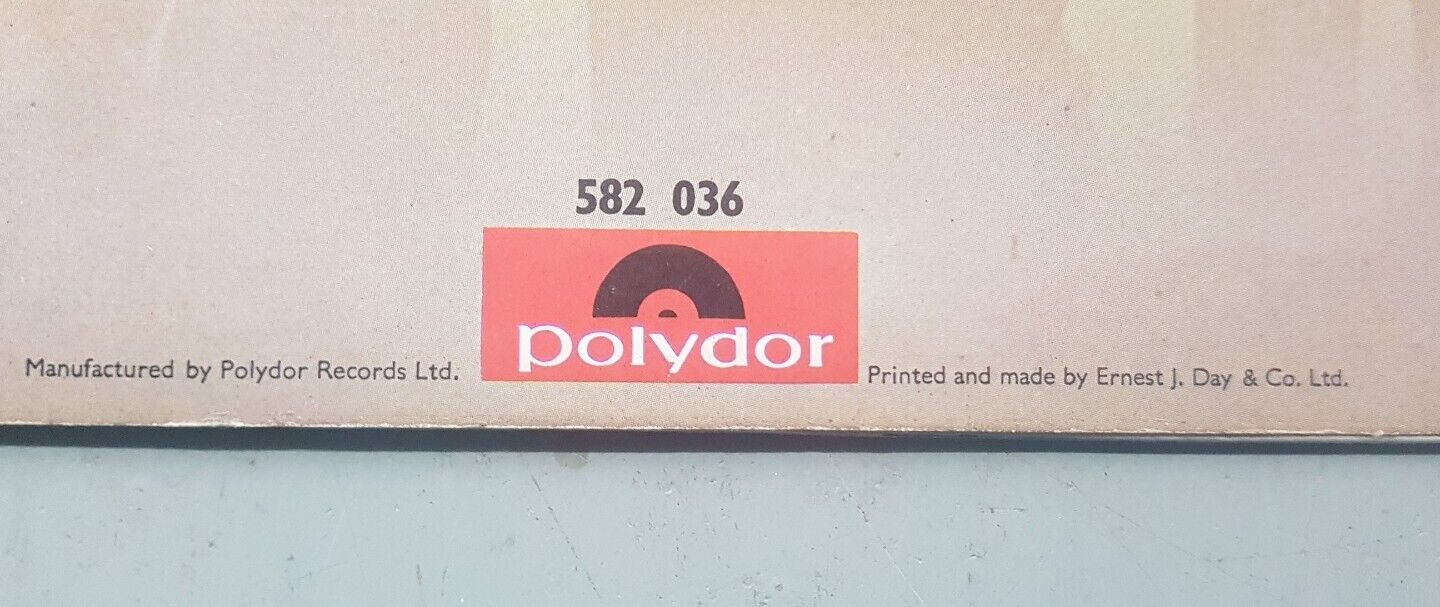 582 036
polydor
Manufactured by Polydor Records Ltd.
Printed and made by Ernest J. Day & Co. Ltd.